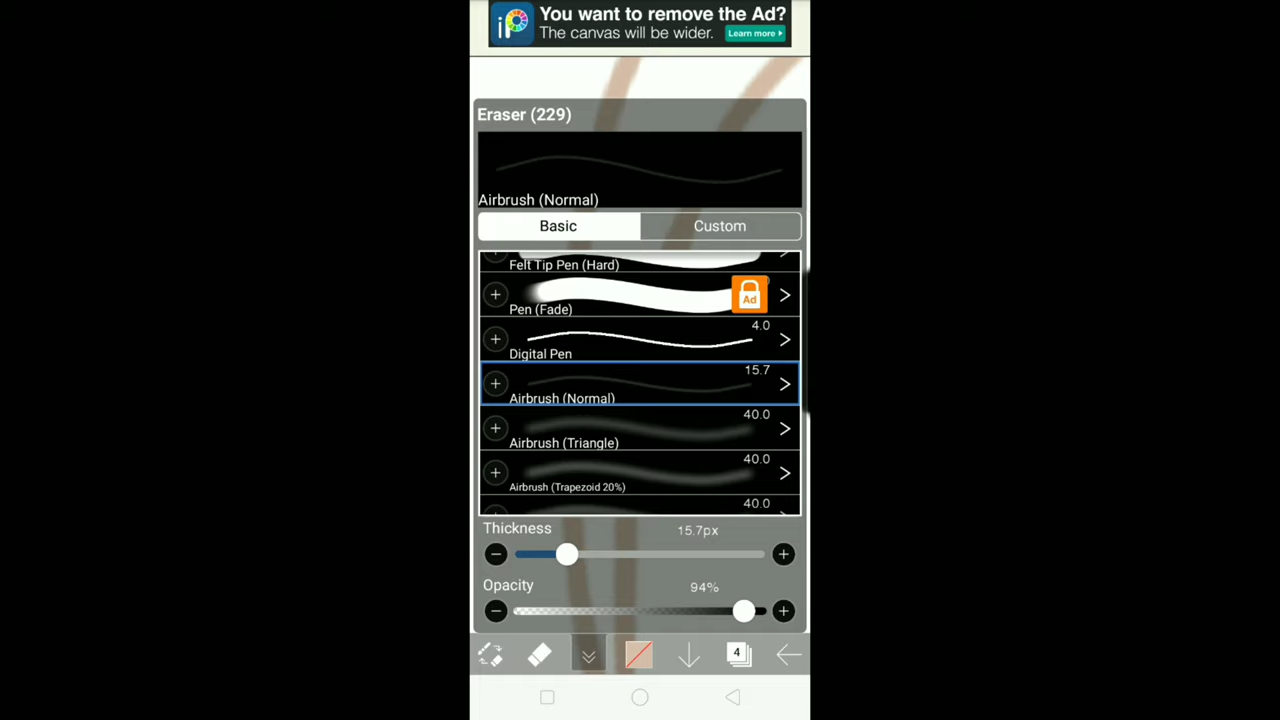 iP
You want to remove the Ad?
The canvas will be wider.
Learn more
Eraser (229)
Airbrush (Normal)
Basic
Custom
Felt Tip Pen (Hard)
Ad
Pen (Fade)
4.0
Digital Pen
15.7
Airbrush (Normal)
40.0
Airbrush (Triangle)
40.0
Airbrush (Trapezoid 20%)
40.0
Thickness
15.7px
Opacity
94%
4